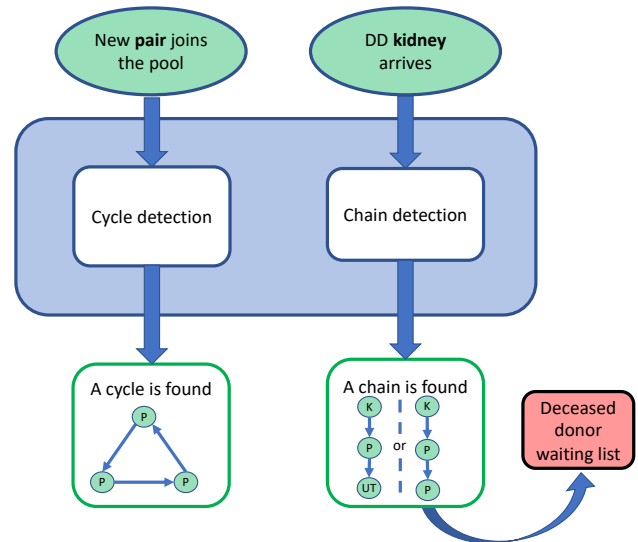 New pair joins
the pool
DD kidney
arrives
Cycle detection
Chain detection
A cycle is found
P
P
P
A chain is found
K
K
P
or
P
UT
P
Deceased
donor
waiting list